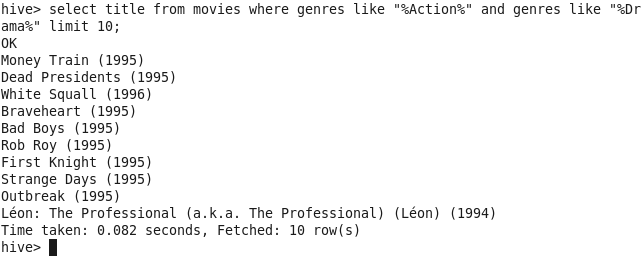 hive> select title from movies where genres like "%Action%" and genres like "%Dr
ama%" limit 10;
OK
Money Train (1995)
Dead Presidents (1995)
White Squall (1996)
Braveheart (1995)
Bad Boys (1995)
Rob Roy (1995)
First Knight (1995)
Strange Days (1995)
Outbreak (1995)
Léon: The Professional (a.k.a. The Professional) (Léon) (1994)
Time taken: 0.082 seconds, Fetched: 10 row(s)
hive>